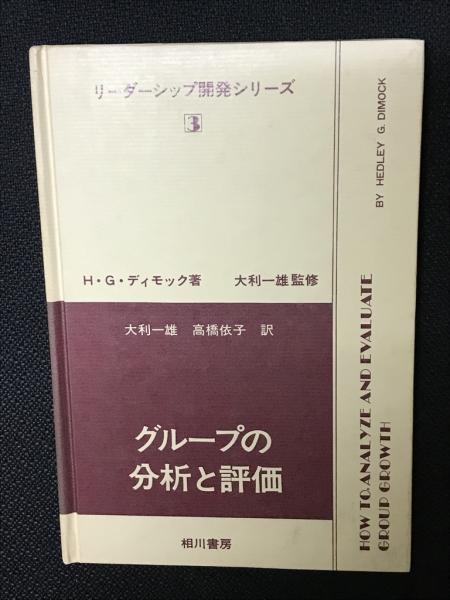 リーダーシップ開発シリーズ
3
H・G・ディモック著 大利一雄監修
大利一雄 高橋依子 訳
グループの
分析と評価
相川書房
HOW TO ANALYZE AND EVALUATE
GROUP GROWTH
BY HEDLEY G. DIMOCK